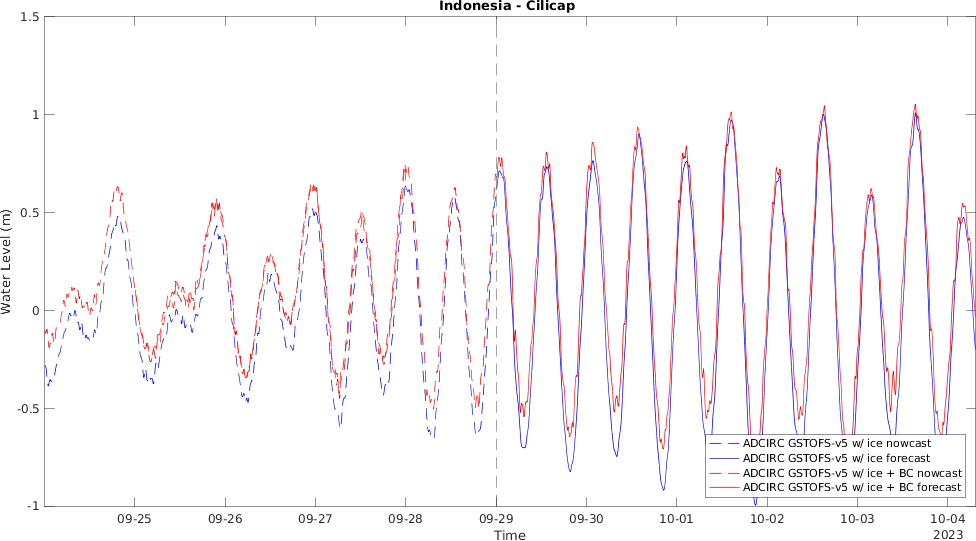 Indonesia - Cilicap
1.5
1
0.5
0
-0.5
-1
Water Level (m)
09-25
09-26
09-27
09-28
09-29
09-30
10-01
10-02
10-03
10-04
2023
Time
ADCIRC GSTOFS-v5 w/ ice nowcast
ADCIRC GSTOFS-v5 w/ ice forecast
ADCIRC GSTOFS-v5 w/ ice + BC nowcast
ADCIRC GSTOFS-v5 w/ ice + BC forecast